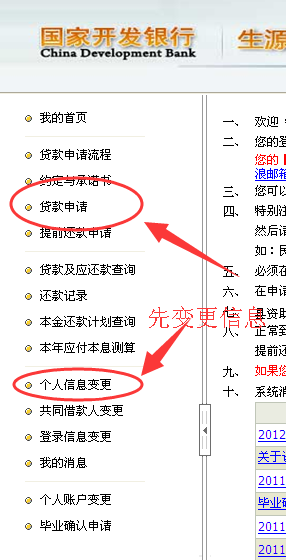 国家开发银行
China Development Bank
生源
我的首页
贷款申请流程
约定与承诺书
贷款申请
提前还款申请
贷款及应还款查询
还款记录
本金还款计划查询
本年应付本息测算
个人信息变更
共同借款人变更
登录信息变更
我的消息
个人账户变更
毕业确认申请
先变更信息
一、 欢迎
二、 您的登
您的【
浪邮箱
三、 您可以
四、 特别注
然后请
如：民
五、 必须在
六、 在申请
七、 县资助
八、 正常到
提前还
九、 如果您
十、 系统消
2012
关于诗
2011
毕业确
2011
2011